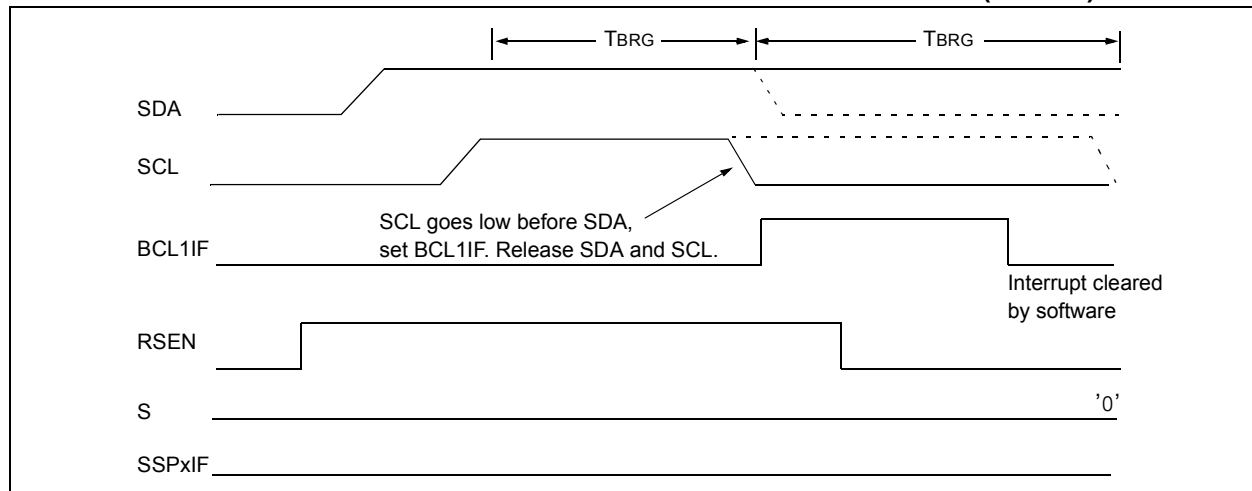 TBRG TBRG
SDA
SCL
SCL goes low before SDA,
set BCL1IF. Release SDA and SCL.
BCL1IF
Interrupt cleared
by software
RSEN
S
'0'
SSPxIF